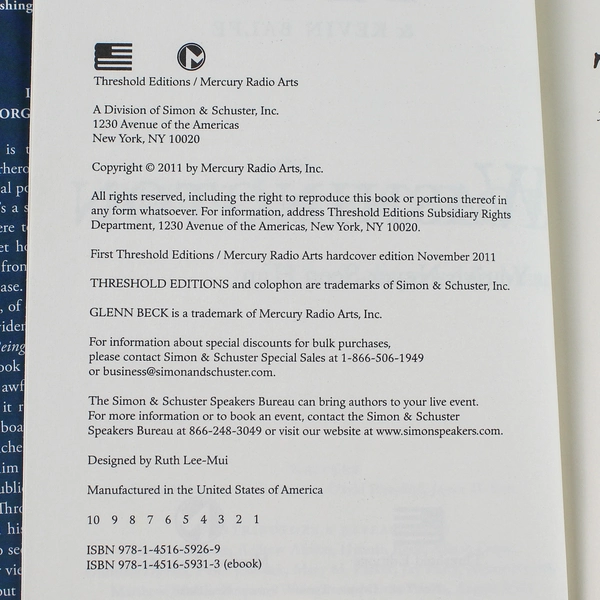 Threshold Editions / Mercury Radio Arts
A Division of Simon & Schuster, Inc.
1230 Avenue of the Americas
New York, NY 10020
Copyright © 2011 by Mercury Radio Arts, Inc.
All rights reserved, including the right to reproduce this book or portions thereof in
any form whatsoever. For information, address Threshold Editions Subsidiary Rights
Department, 1230 Avenue of the Americas, New York, NY 10020.
First Threshold Editions / Mercury Radio Arts hardcover edition November 2011
THRESHOLD EDITIONS and colophon are trademarks of Simon & Schuster, Inc.
GLENN BECK is a trademark of Mercury Radio Arts, Inc.
For information about special discounts for bulk purchases,
please contact Simon & Schuster Special Sales at 1-866-506-1949
or business@simonandschuster.com.
The Simon & Schuster Speakers Bureau can bring authors to your live event.
For more information or to book an event, contact the Simon & Schuster
Speakers Bureau at 866-248-3049 or visit our website at www.simonspeakers.com.
Designed by Ruth Lee-Mui
Manufactured in the United States of America
10 9 8 7 6 5 4 3 2 1
ISBN 978-1-4516-5926-9
ISBN 978-1-4516-5931-3 (ebook)